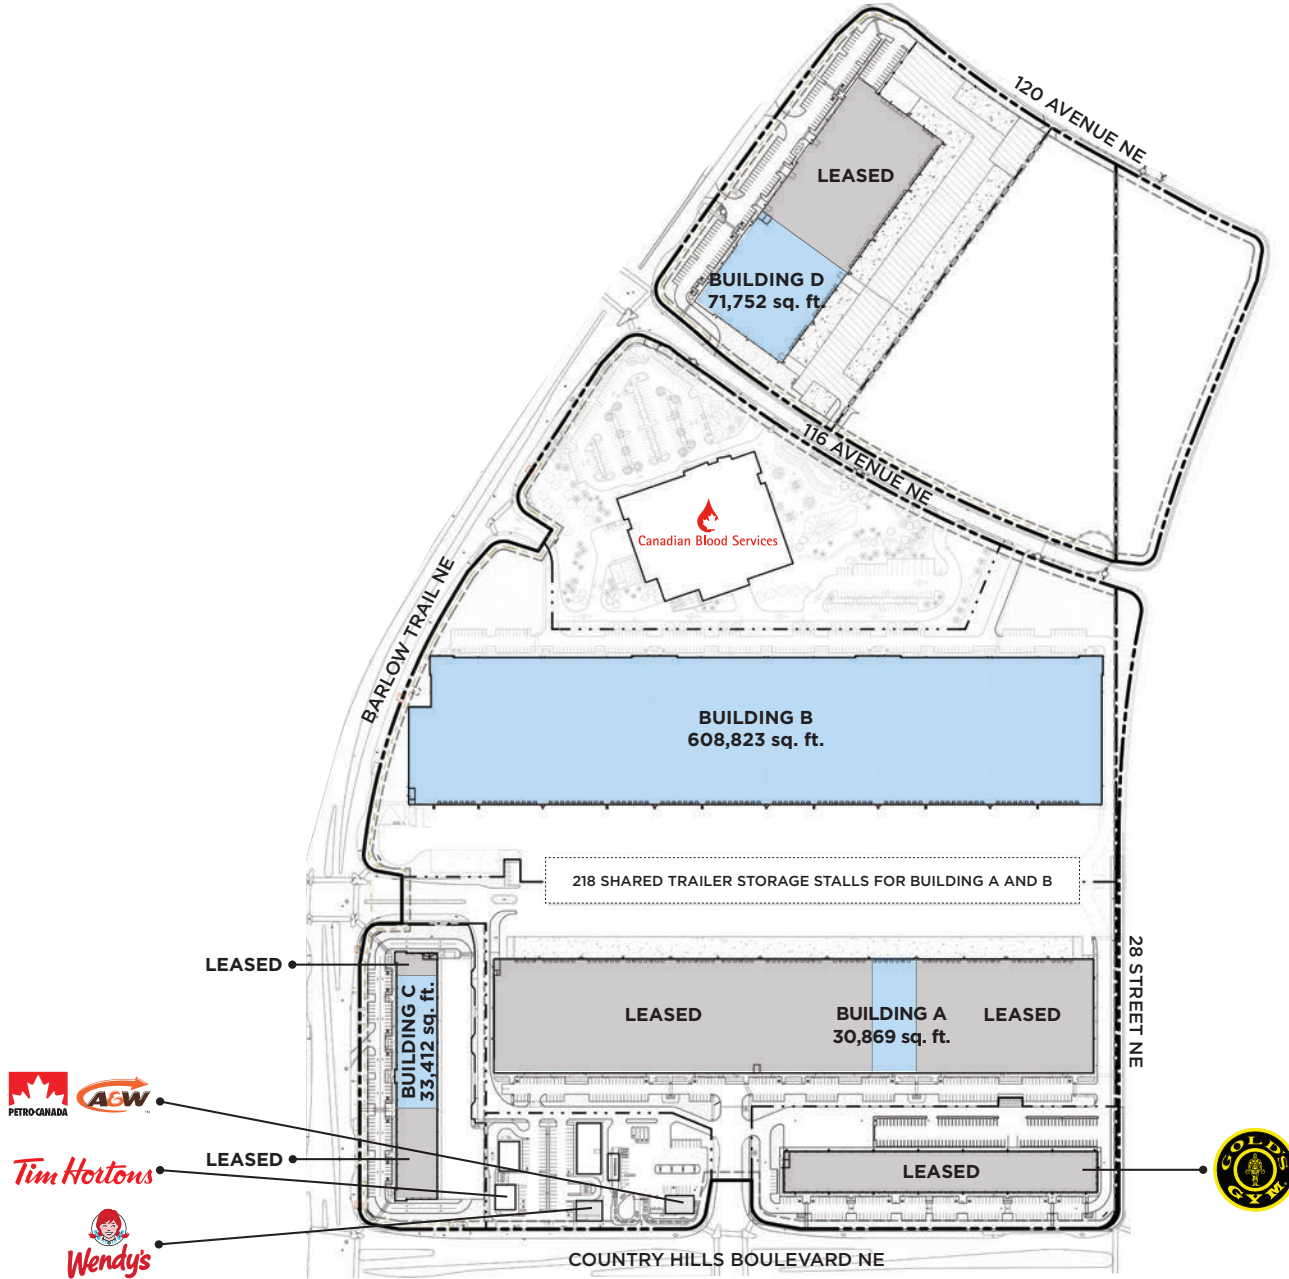 120 AVENUE NE
LEASED
BUILDING D
71,752 sq. ft.
116 AVENUE NE
Canadian Blood Services
BARLOW TRAIL NE
BUILDING B
608,823 sq. ft.
218 SHARED TRAILER STORAGE STALLS FOR BUILDING A AND B
28 STREET NE
LEASED
BUILDING C
33,412 sq. ft.
LEASED
BUILDING A
30,869 sq. ft.
LEASED
PETRO-CANADA
A&W
Tim Hortons
LEASED
LEASED
GOLD'S
GYM
Wendy's
COUNTRY HILLS BOULEVARD NE